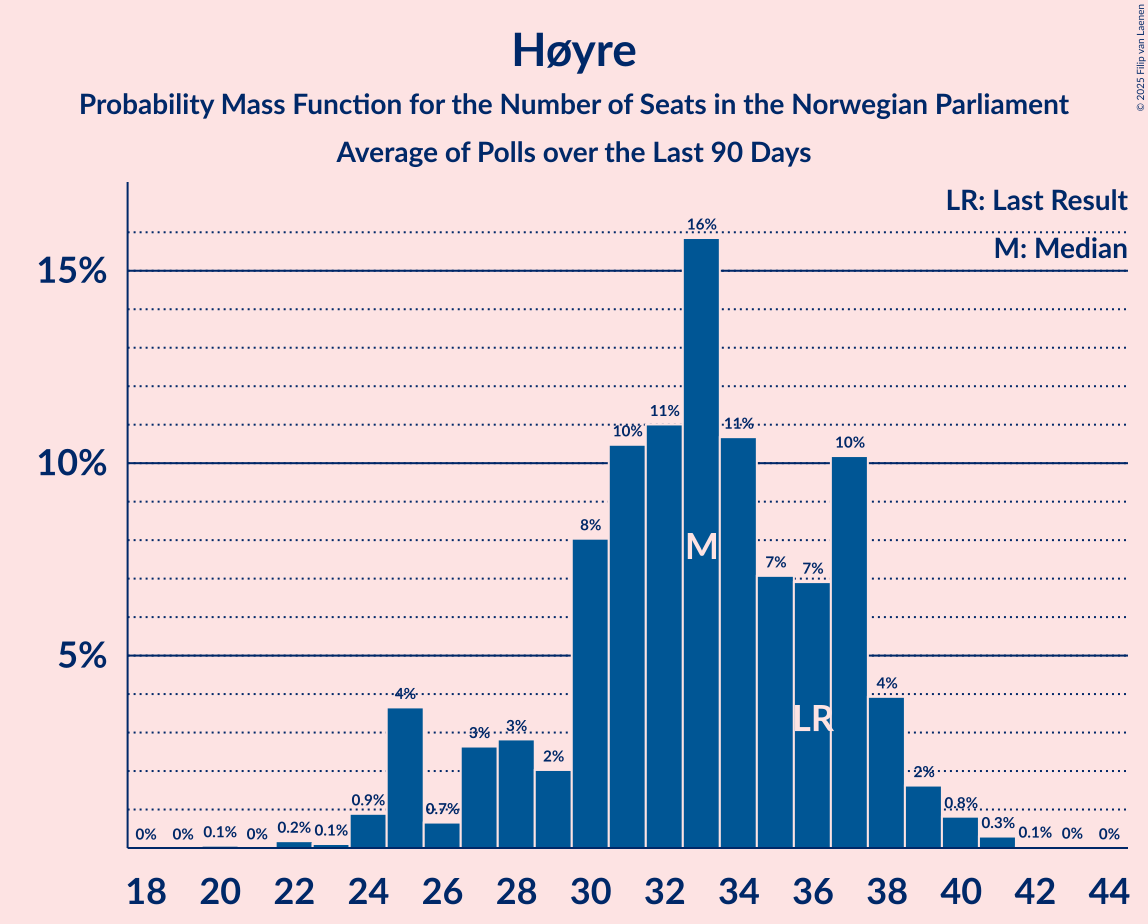 Høyre
Probability Mass Function for the Number of Seats in the Norwegian Parliament
Average of Polls over the Last 90 Days
© 2025 Filip van Laenen
LR: Last Result
M: Median
15%
10%
5%
0% 0% 0.1% 0% 0.2% 0.1% 0.9% 4% 0.7% 3% 3% 2% 8% 10% 11% 16% 11% 7% 7% 10% 4% 2% 0.8% 0.3% 0.1% 0% 0%
M
LR
18 20 22 24 26 28 30 32 34 36 38 40 42 44